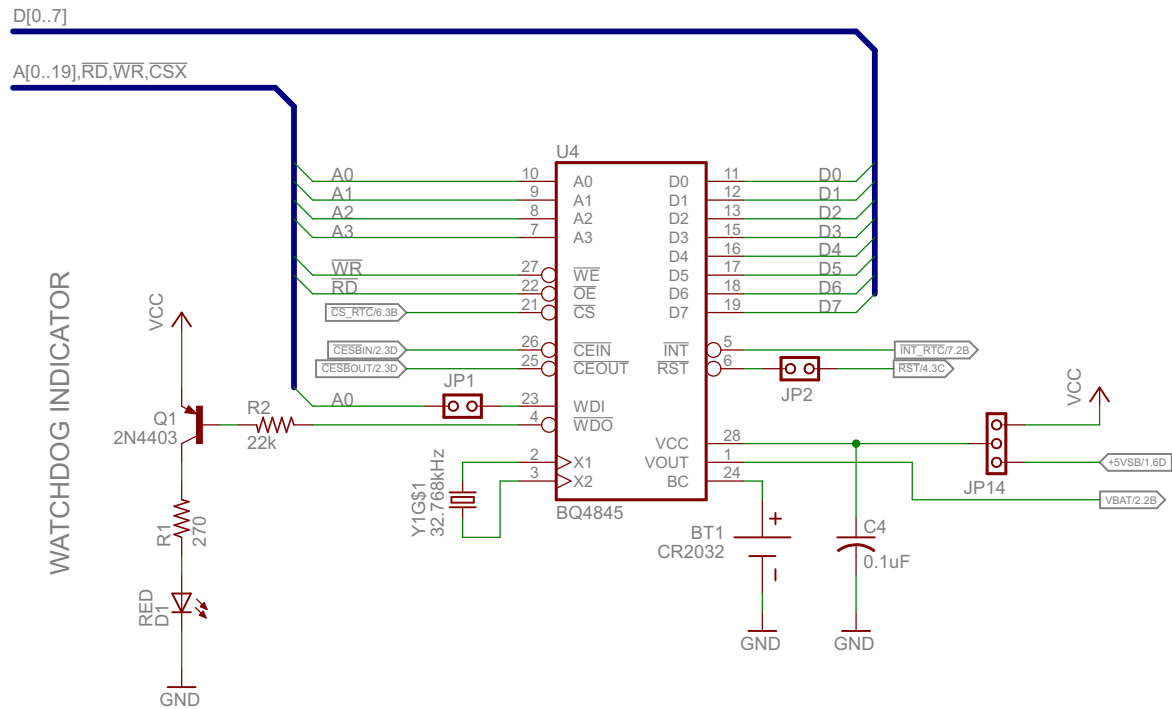 D[0..7]
A[0..19],RD,WR,CSX
U4
A0 10 A0 D0 11 D0
A1 9 A1 D1 12 D1
A2 8 A2 D2 13 D2
A3 7 A3 D3 15 D3
D4 16 D4
WR 27 WE D5 17 D5
RD 22 OE D6 18 D6
CS_RTC/6.3B 21 CS D7 19 D7
CESBIN/2.3D 26 CEIN INT 5 INT_RTC/7.2B
CESBOUT/2.3D 25 CEOUT RST 6 RST/4.3C
JP1
JP2
A0 23 WDI
4 WDO
VCC 28
2 X1 VOUT 1
3 X2 BC 24
BQ4845
VCC
+5VSB/1.6D
JP14
VBAT/2.2B
WATCHDOG INDICATOR
VCC
Q1
2N4403
R2
22k
R1
270
RED
D1
GND
Y1G$1
32.768kHz
BT1
CR2032
+
-
GND
C4
0.1uF
GND